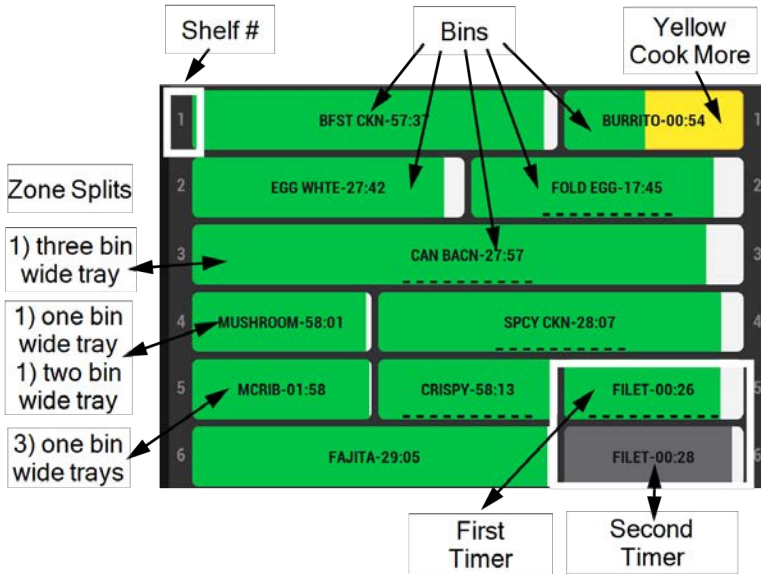 Shelf #
Bins
Yellow
Cook More
1 BFST CKN-57:37 BURRITO-00:54 1
Zone Splits
2 EGG WHTE-27:42 FOLD EGG-17:45 2
1) three bin
wide tray
3 CAN BACN-27:57 3
1) one bin
wide tray
1) two bin
wide tray
4 MUSHROOM-58:01 SPCY CKN-28:07 4
5 MCRIB-01:58 CRISPY-58:13 FILET-00:26 5
3) one bin
wide trays
6 FAJITA-29:05 FILET-00:28 6
First
Timer
Second
Timer